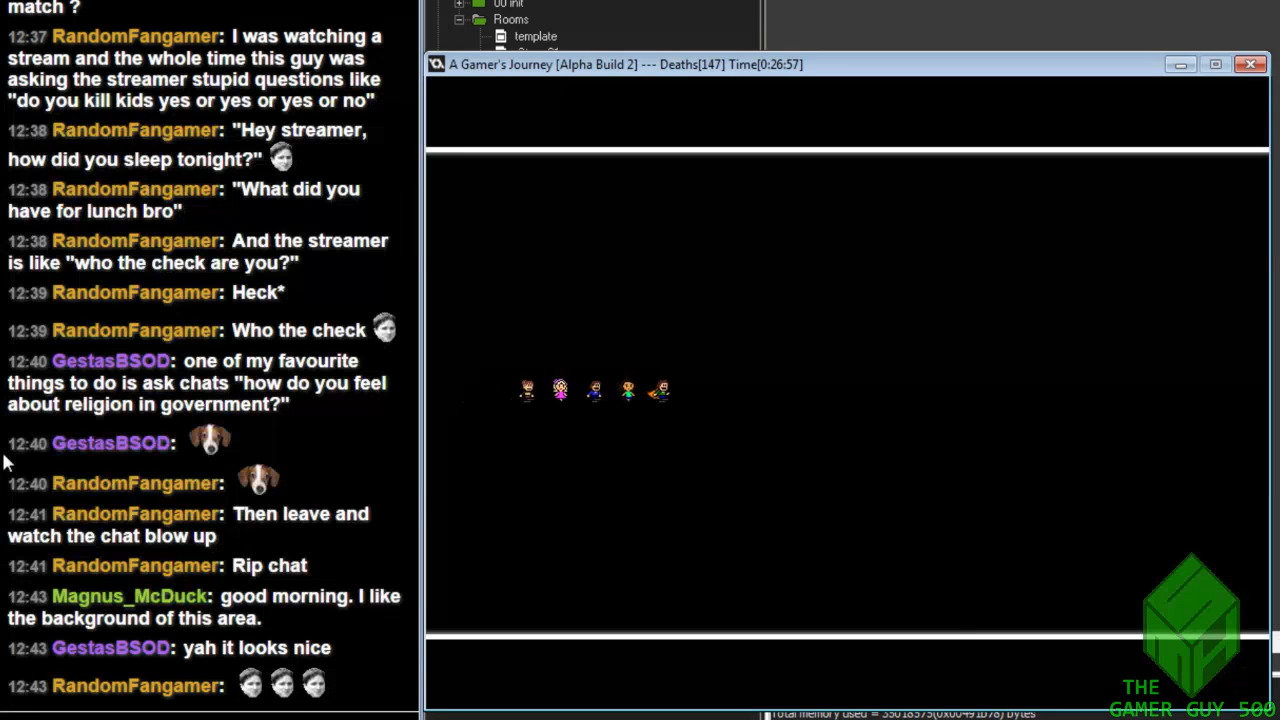 match ?
12:37 RandomFangamer: I was watching a
stream and the whole time this guy was
asking the streamer stupid questions like
"do you kill kids yes or yes or yes or no"
12:38 RandomFangamer: "Hey streamer,
how did you sleep tonight?"
12:38 RandomFangamer: "What did you
have for lunch bro"
12:38 RandomFangamer: And the streamer
is like "who the check are you?"
12:39 RandomFangamer: Heck*
12:39 RandomFangamer: Who the check
12:40 GestasBSOD: one of my favourite
things to do is ask chats "how do you feel
about religion in government?"
12:40 GestasBSOD:
12:40 RandomFangamer:
12:41 RandomFangamer: Then leave and
watch the chat blow up
12:41 RandomFangamer: Rip chat
12:43 Magnus_McDuck: good morning. I like
the background of this area.
12:43 GestasBSOD: yah it looks nice
12:43 RandomFangamer:
00 init
Rooms
template
A Gamer's Journey [Alpha Build 2] --- Deaths[147] Time[0:26:57]
THE
GAMER GUY 500
Total memory used = 35018575(0x00491b78) bytes